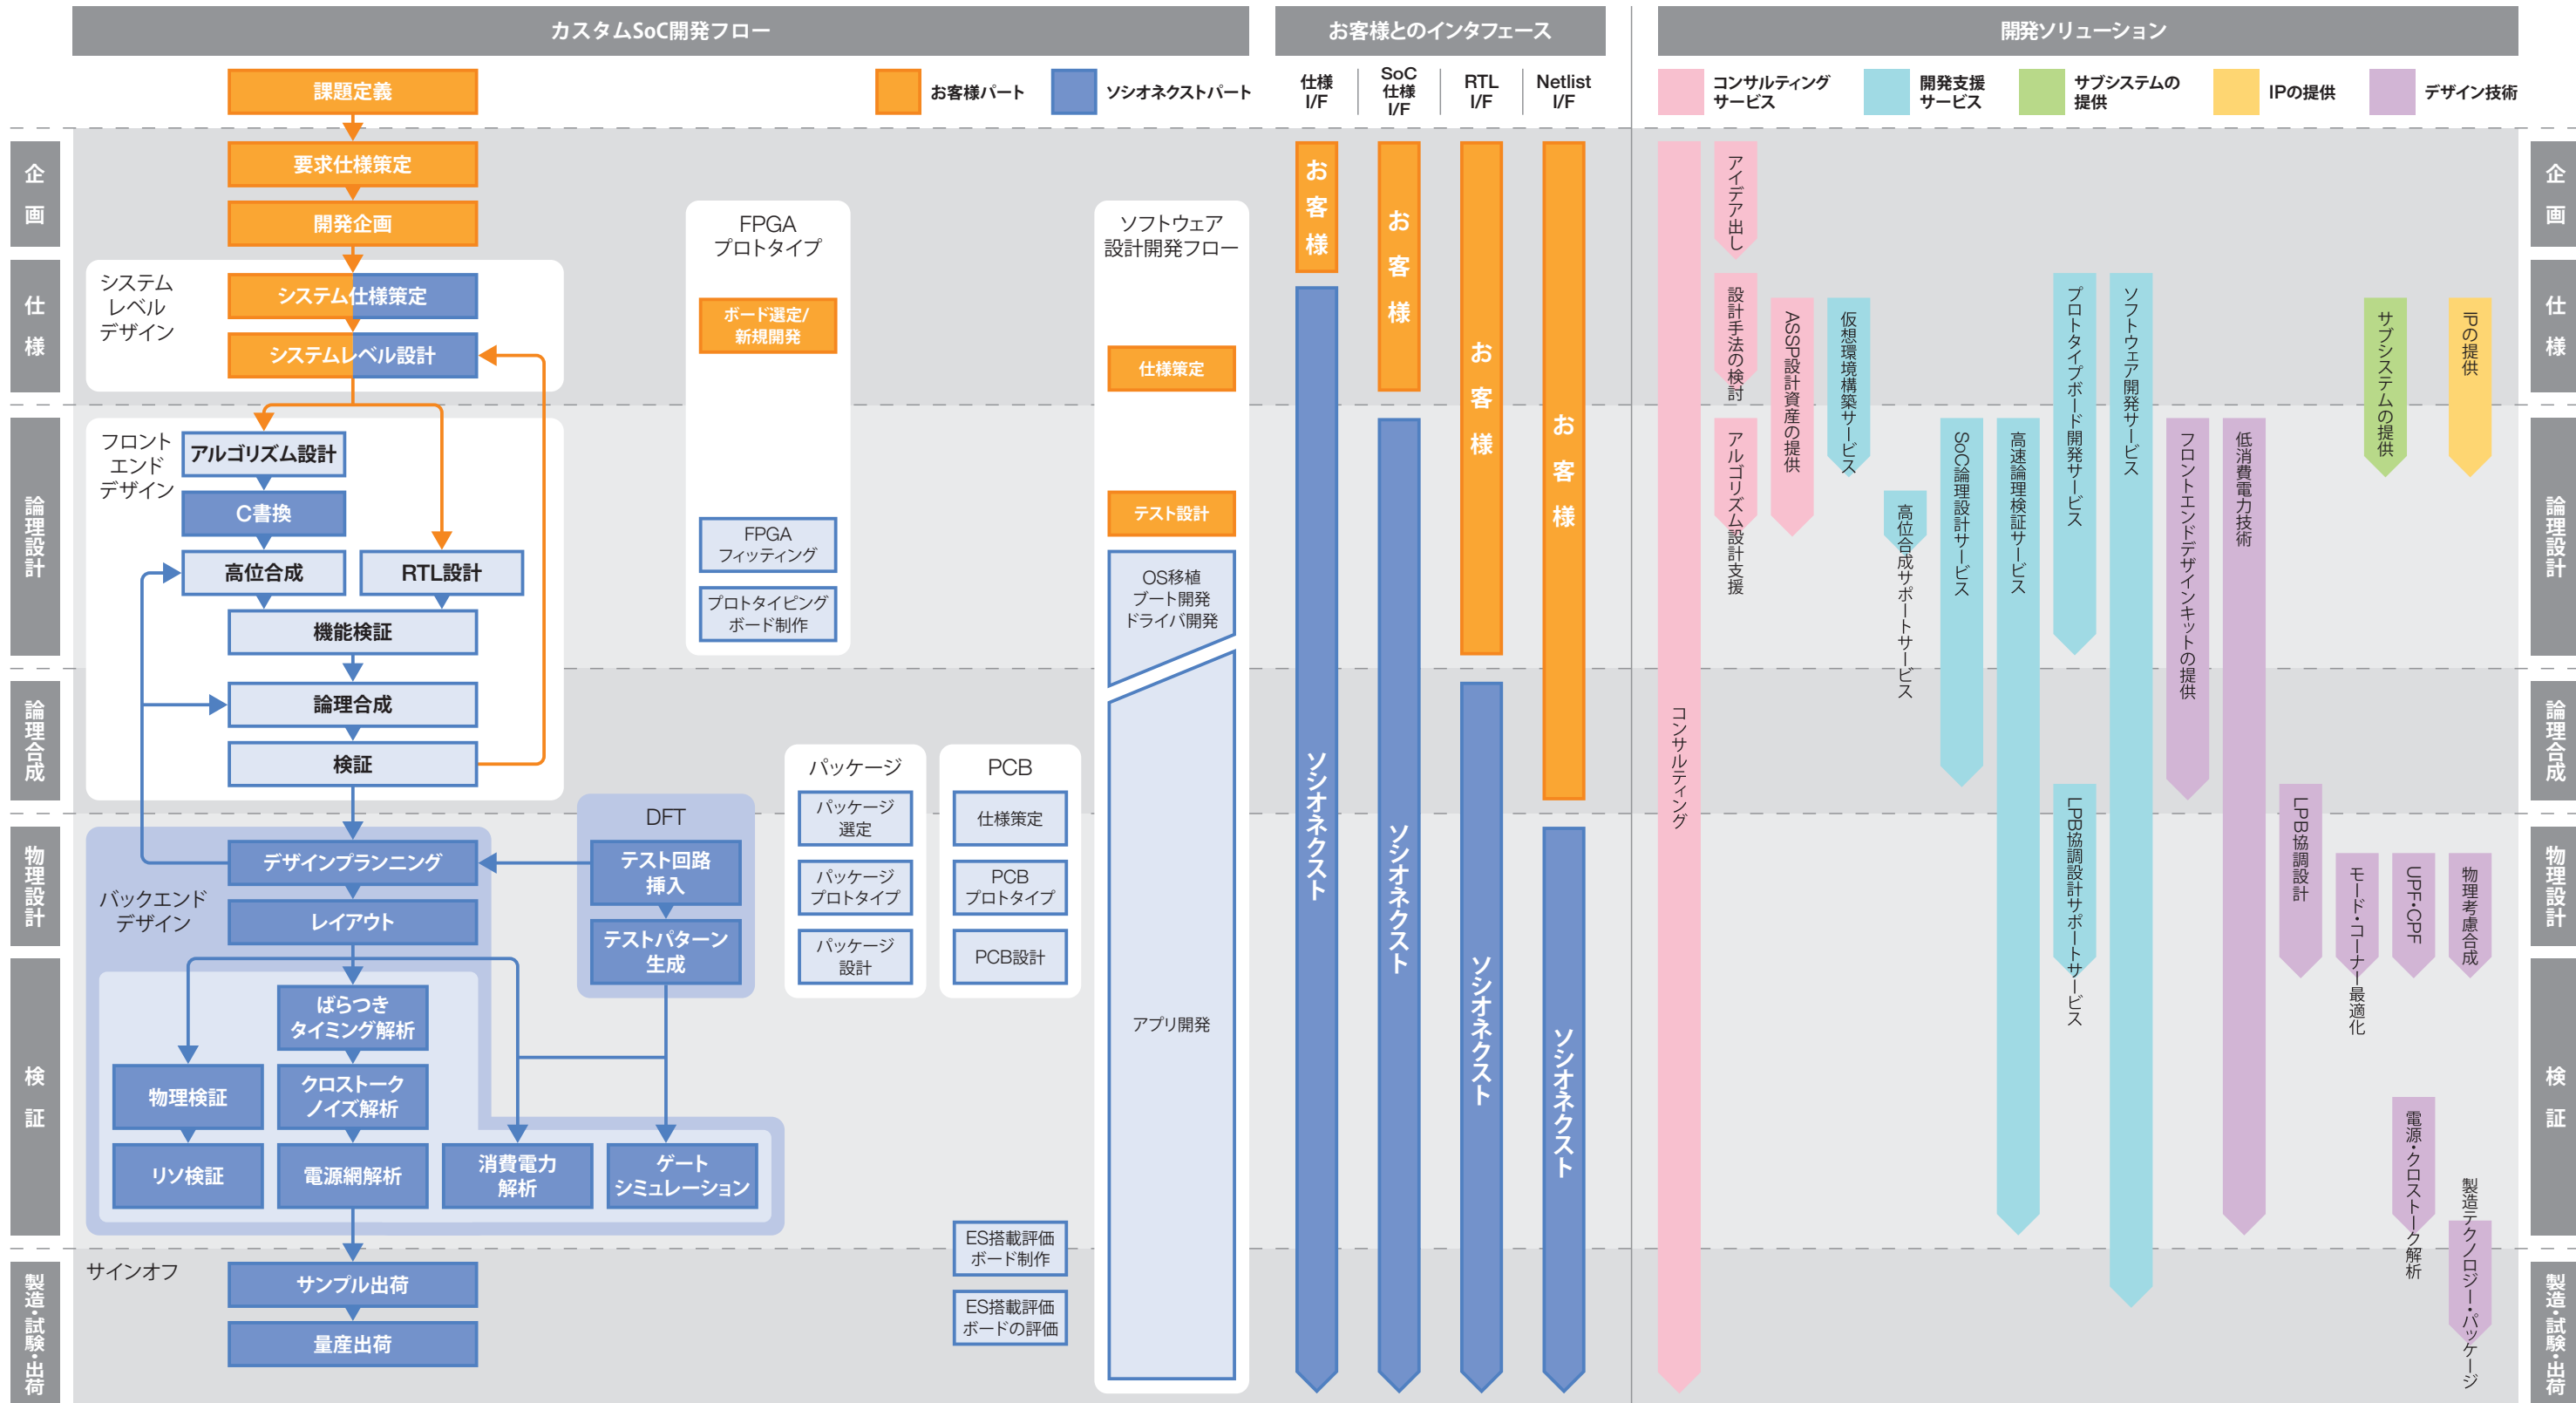 カスタムSoC開発フロー
お客様とのインタフェース
開発ソリューション
課題定義
お客様パート
ソシオネクストパート
仕様
I/F
SoC
仕様
I/F
RTL
I/F
Netlist
I/F
コンサルティング
サービス
開発支援
サービス
サブシステムの
提供
IPの提供
デザイン技術
企画
仕様
論理設計
論理合成
物理設計
検証
製造・試験・出荷
要求仕様策定
開発企画
システム
レベル
デザイン
システム仕様策定
システムレベル設計
フロント
エンド
デザイン
アルゴリズム設計
C書換
高位合成
RTL設計
機能検証
論理合成
検証
バックエンド
デザイン
デザインプランニング
レイアウト
ばらつき
タイミング解析
物理検証
クロストーク
ノイズ解析
リソ検証
電源網解析
消費電力
解析
ゲート
シミュレーション
サインオフ
サンプル出荷
量産出荷
DFT
テスト回路
挿入
テストパターン
生成
FPGA
プロトタイプ
ボード選定/
新規開発
FPGA
フィッティング
プロトタイピング
ボード制作
パッケージ
パッケージ
選定
パッケージ
プロトタイプ
パッケージ
設計
PCB
仕様策定
PCB
プロトタイプ
PCB設計
ES搭載評価
ボード制作
ES搭載評価
ボードの評価
ソフトウェア
設計開発フロー
仕様策定
テスト設計
OS移植
ブート開発
ドライバ開発
アプリ開発
お客様
ソシオネクスト
お客様
ソシオネクスト
お客様
ソシオネクスト
お客様
ソシオネクスト
コンサルティング
アイデア出し
設計手法の検討
アルゴリズム設計支援
ASSP設計資産の提供
仮想環境構築サービス
高位合成サポートサービス
SoC論理設計サービス
高速論理検証サービス
プロトタイプボード開発サービス
LPB協調設計サポートサービス
ソフトウェア開発サービス
フロントエンドデザインキットの提供
低消費電力技術
LPB協調設計
モード・コーナー最適化
サブシステムの提供
UPF・CPF
電源・クロストーク解析
IPの提供
物理考慮合成
製造テクノロジー・パッケージ
企画
仕様
論理設計
論理合成
物理設計
検証
製造・試験・出荷